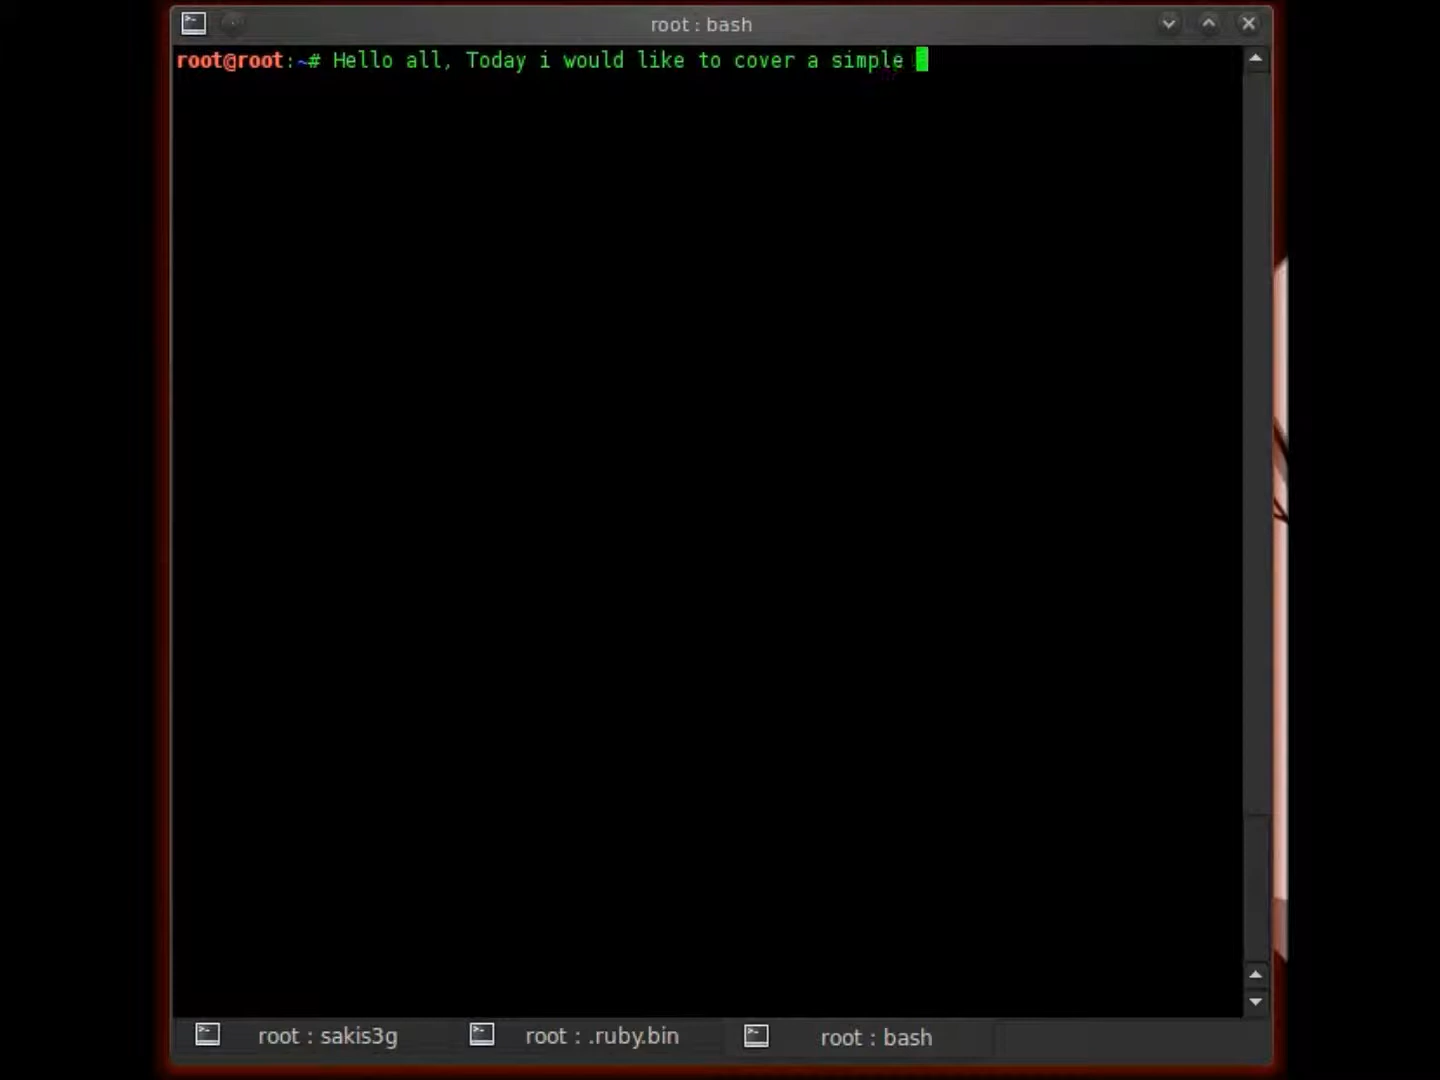 root : bash
root@root:~# Hello all, Today i would like to cover a simple
root : sakis3g
root : .ruby.bin
root : bash